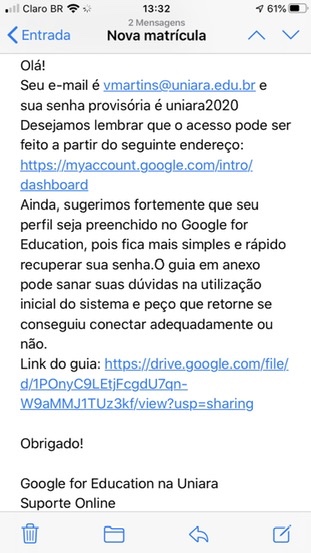 Claro BR 13:32 61%
2 Mensagens
Entrada Nova matrícula
Olá!
Seu e-mail é vmartins@uniara.edu.br e
sua senha provisória é uniara2020
Desejamos lembrar que o acesso pode ser
feito a partir do seguinte endereço:
https://myaccount.google.com/intro/
dashboard
Ainda, sugerimos fortemente que seu
perfil seja preenchido no Google for
Education, pois fica mais simples e rápido
recuperar sua senha.O guia em anexo
pode sanar suas dúvidas na utilização
inicial do sistema e peço que retorne se
conseguiu conectar adequadamente ou
não.
Link do guia: https://drive.google.com/file/
d/1POnyC9LEtjFcgdU7qn-
W9aMMJ1TUz3kf/view?usp=sharing
Obrigado!
Google for Education na Uniara
Suporte Online